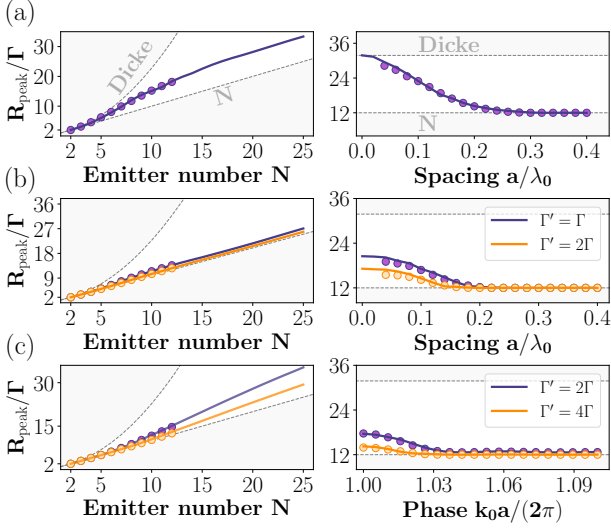 (a)
R_peak/Γ
30
20
10
2
Dicke
N
2 5 10 15 20 25
Emitter number N
36
24
12
Dicke
N
0.0 0.1 0.2 0.3 0.4
Spacing a/λ₀
(b)
R_peak/Γ
36
27
18
9
2
2 5 10 15 20 25
Emitter number N
36
24
12
Γ′ = Γ
Γ′ = 2Γ
0.0 0.1 0.2 0.3 0.4
Spacing a/λ₀
(c)
R_peak/Γ
30
15
2
2 5 10 15 20 25
Emitter number N
36
24
12
Γ′ = 2Γ
Γ′ = 4Γ
1.00 1.03 1.06 1.09
Phase k₀a/(2π)